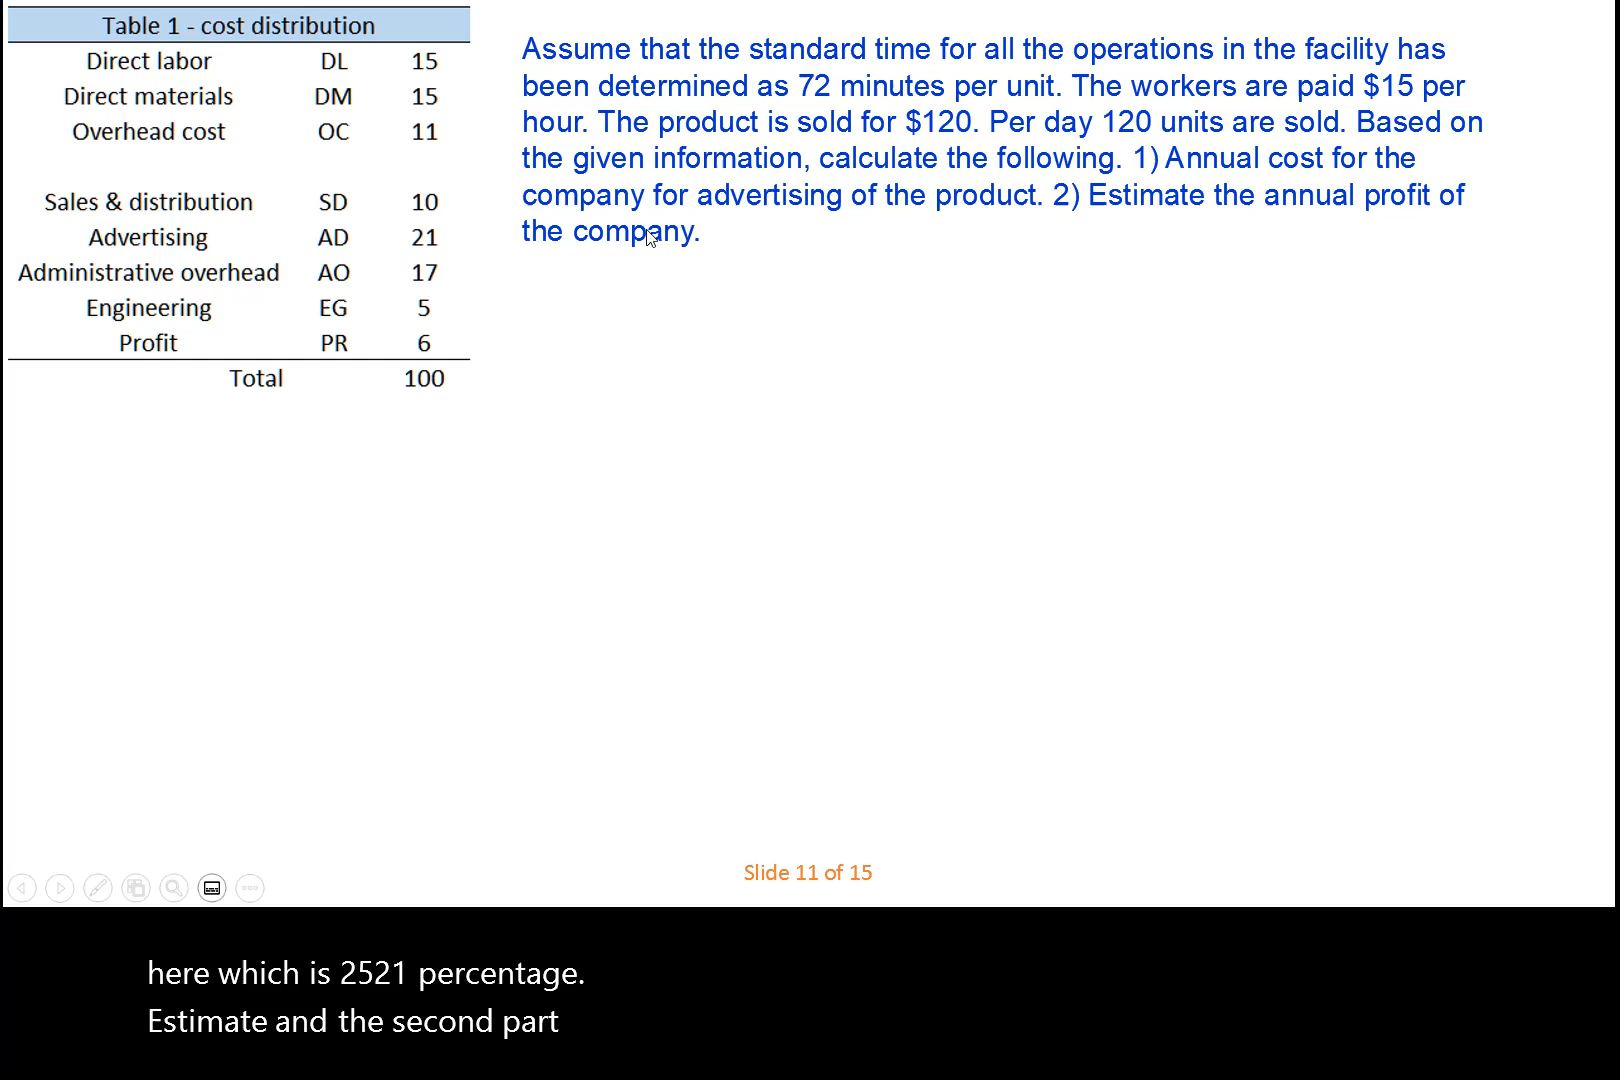 Table 1 - cost distribution
Direct labor DL 15
Direct materials DM 15
Overhead cost OC 11
Sales & distribution SD 10
Advertising AD 21
Administrative overhead AO 17
Engineering EG 5
Profit PR 6
Total 100
Assume that the standard time for all the operations in the facility has
been determined as 72 minutes per unit. The workers are paid $15 per
hour. The product is sold for $120. Per day 120 units are sold. Based on
the given information, calculate the following. 1) Annual cost for the
company for advertising of the product. 2) Estimate the annual profit of
the company.
Slide 11 of 15
here which is 2521 percentage.
Estimate and the second part